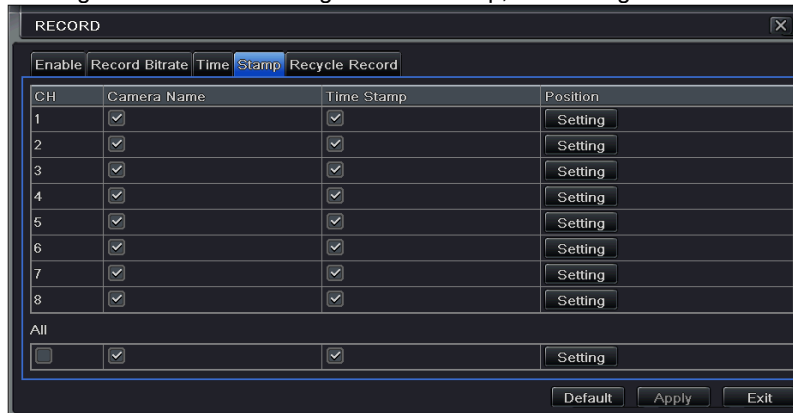 RECORD
Enable Record Bitrate Time Stamp Recycle Record
CH Camera Name Time Stamp Position
1 Setting
2 Setting
3 Setting
4 Setting
5 Setting
6 Setting
7 Setting
8 Setting
All
Setting
Default Apply Exit